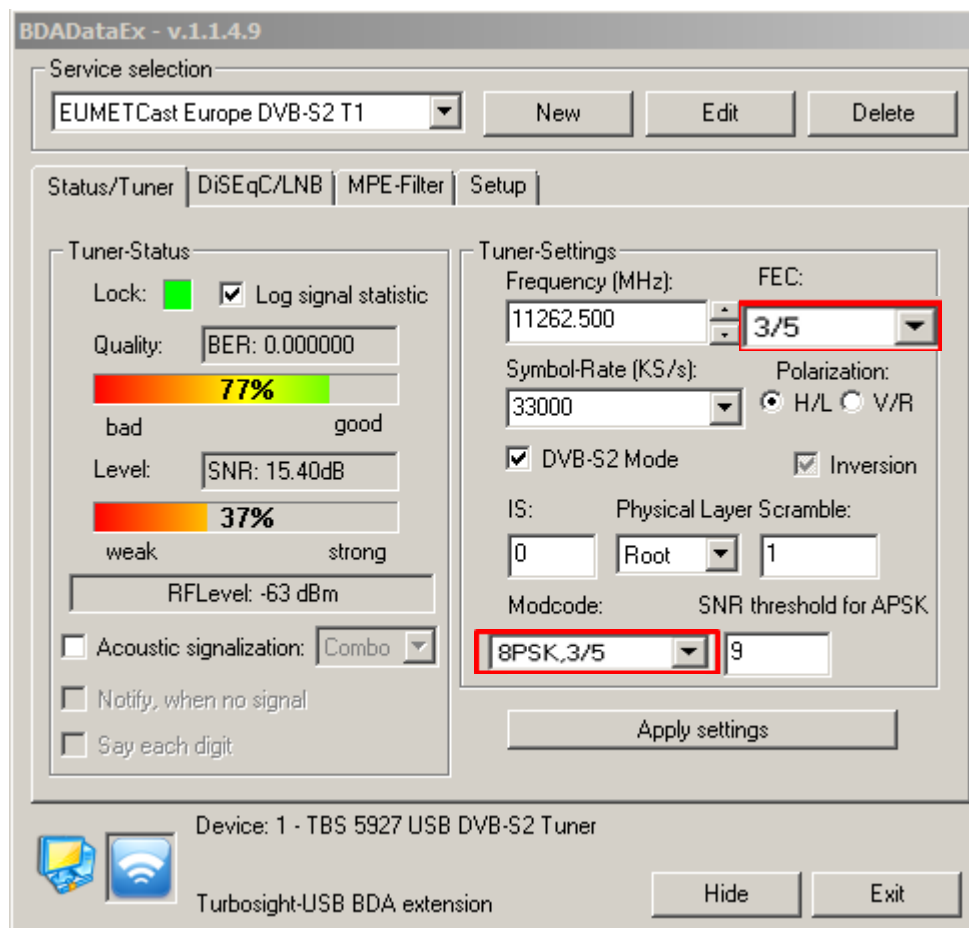 BDADataEx - v.1.1.4.9
Service selection
EUMETCast Europe DVB-S2 T1
New
Edit
Delete
Status/Tuner
DiSEqC/LNB
MPE-Filter
Setup
Tuner-Status
Lock:
Log signal statistic
Quality:
BER: 0.000000
77%
bad
good
Level:
SNR: 15.40dB
37%
weak
strong
RFLevel: -63 dBm
Acoustic signalization:
Combo
Notify, when no signal
Say each digit
Tuner-Settings
Frequency (MHz):
FEC:
11262.500
3/5
Symbol-Rate (KS/s):
Polarization:
33000
H/L
V/R
DVB-S2 Mode
Inversion
IS:
Physical Layer Scramble:
0
Root
1
Modcode:
SNR threshold for APSK
8PSK,3/5
9
Apply settings
Device: 1 - TBS 5927 USB DVB-S2 Tuner
Turbosight-USB BDA extension
Hide
Exit